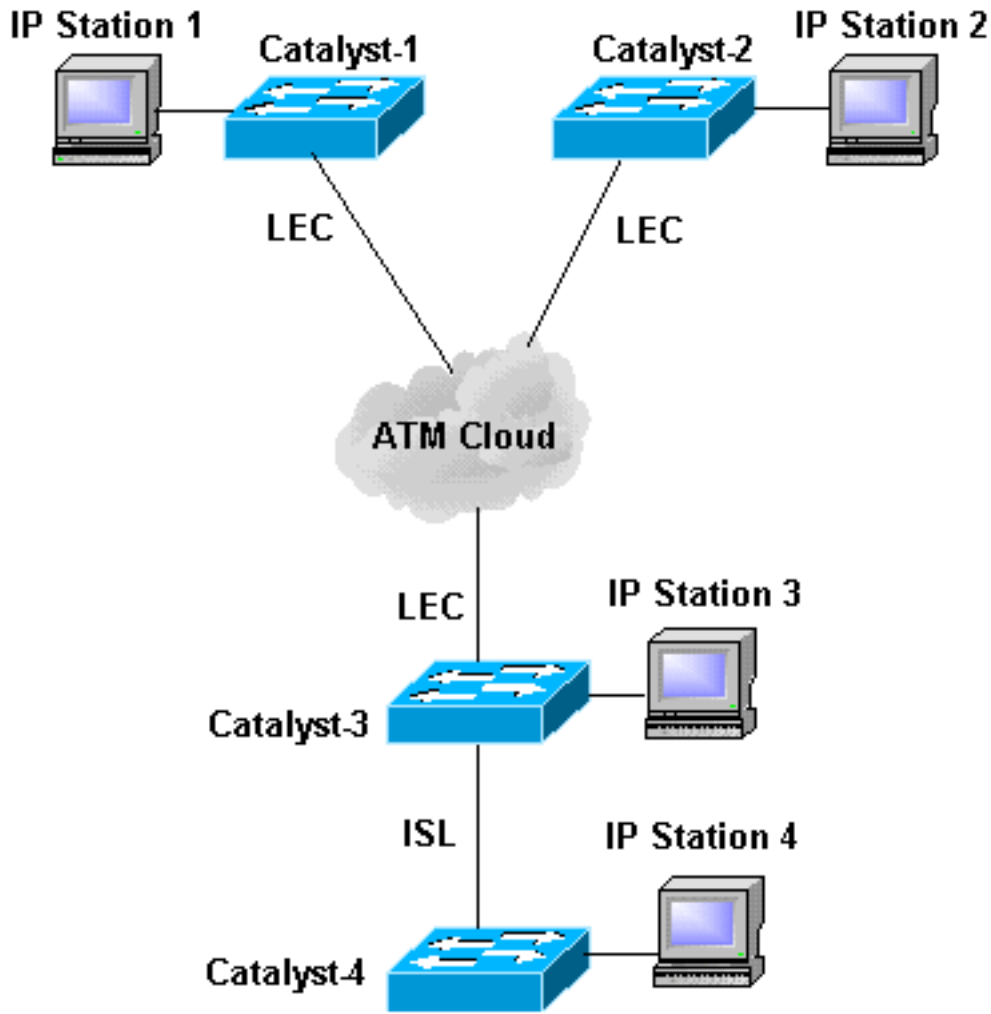 IP Station 1
Catalyst-1
Catalyst-2
IP Station 2
LEC
LEC
ATM Cloud
LEC
IP Station 3
Catalyst-3
ISL
IP Station 4
Catalyst-4